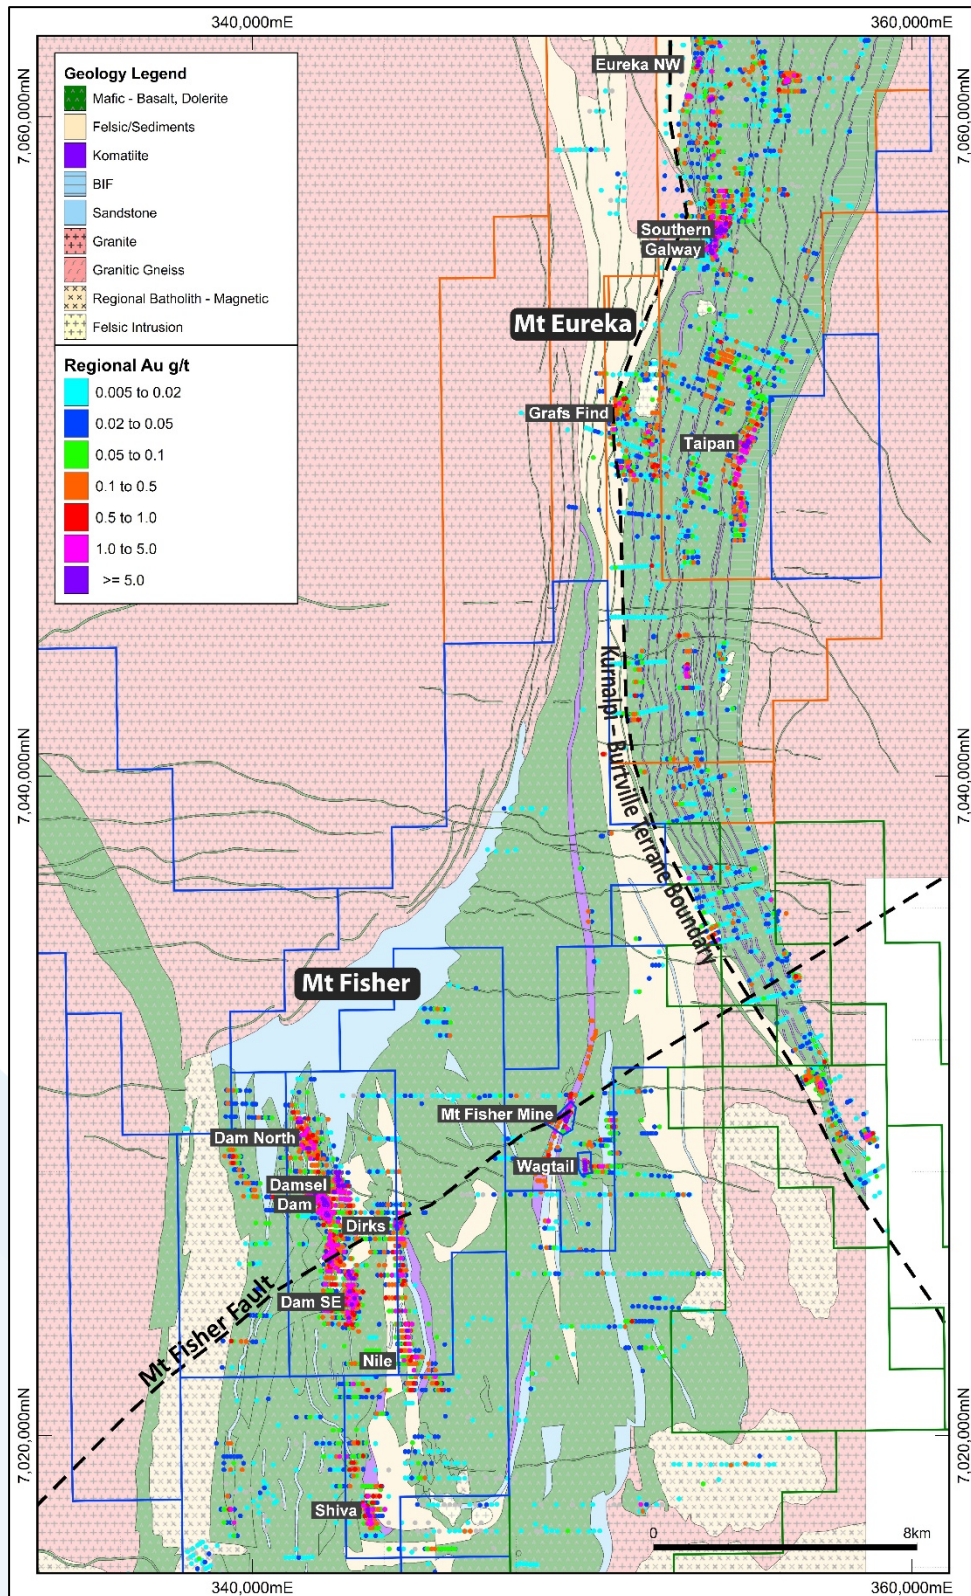 340,000mE
360,000mE
7,060,000mN
7,060,000mN
Geology Legend
Mafic - Basalt, Dolerite
Felsic/Sediments
Komatiite
BIF
Sandstone
Granite
Granitic Gneiss
Regional Batholith - Magnetic
Felsic Intrusion
Regional Au g/t
0.005 to 0.02
0.02 to 0.05
0.05 to 0.1
0.1 to 0.5
0.5 to 1.0
1.0 to 5.0
>= 5.0
Eureka NW
Southern
Galway
Mt Eureka
Grafs Find
Taipan
Kurnalpi - Burtville Terrane Boundary
7,040,000mN
7,040,000mN
Mt Fisher
Mt Fisher Mine
Dam North
Wagtail
Damsel
Dam
Dirks
Dam SE
Mt Fisher Fault
Nile
7,020,000mN
7,020,000mN
Shiva
0
8km
340,000mE
360,000mE